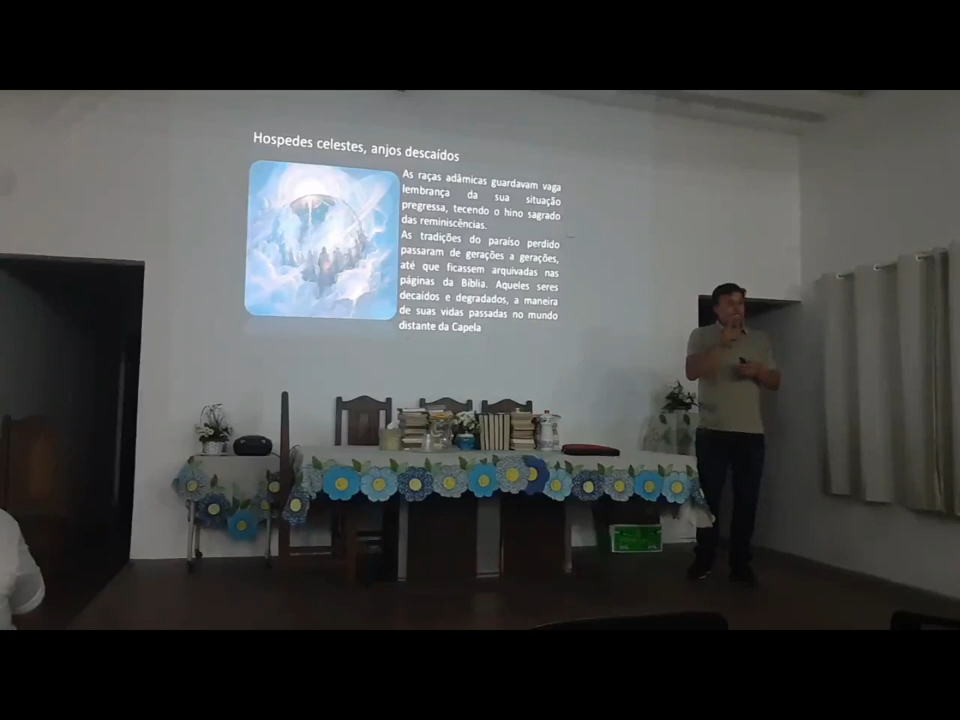 Hospedes celestes, anjos descaídos
As raças adâmicas guardavam vaga
lembrança da sua situação
pregressa, tecendo o hino sagrado
das reminiscências.
As tradições do paraíso perdido
passaram de gerações a gerações,
até que ficassem arquivadas nas
páginas da Bíblia. Aqueles seres
decaídos e degradados, a maneira
de suas vidas passadas no mundo
distante da Capela